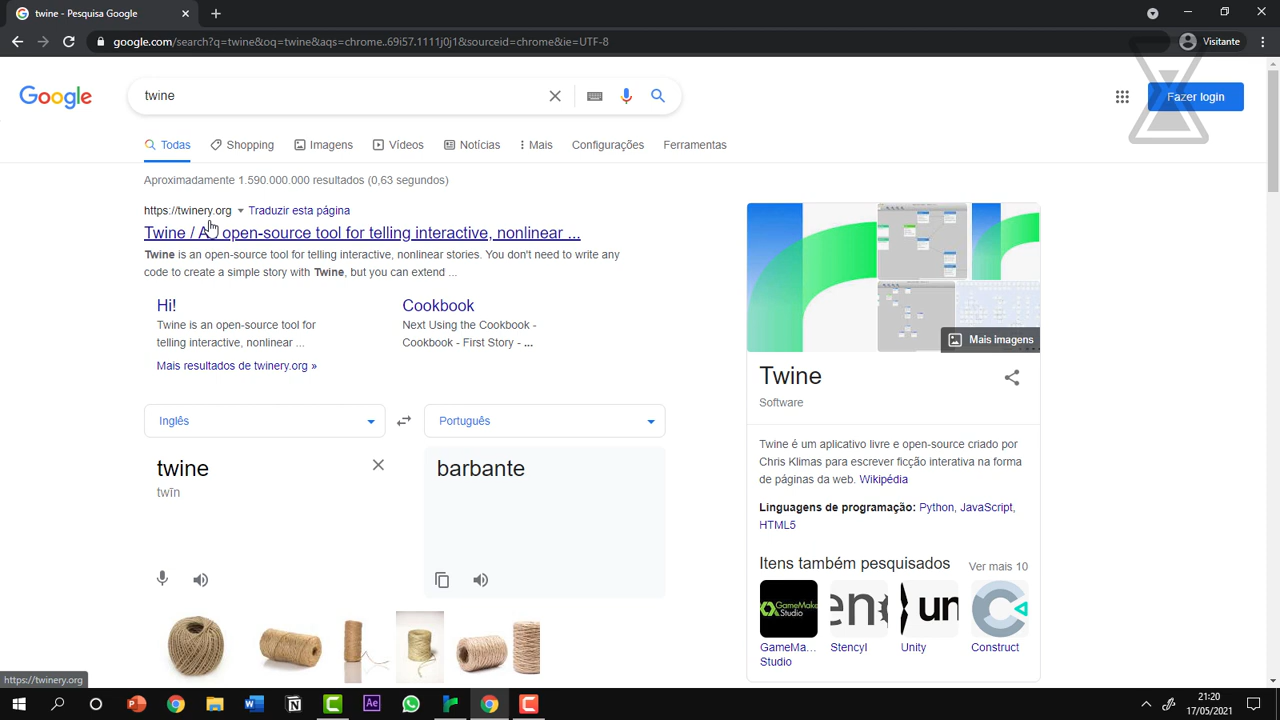 twine - Pesquisa Google
google.com/search?q=twine&oq=twine&aqs=chrome..69i57.1111j0j1&sourceid=chrome&ie=UTF-8
Visitante
Google
twine
Fazer login
Todas
Shopping
Imagens
Vídeos
Notícias
Mais
Configurações
Ferramentas
Aproximadamente 1.590.000.000 resultados (0,63 segundos)
https://twinery.org
Traduzir esta página
Twine / An open-source tool for telling interactive, nonlinear ...
Twine is an open-source tool for telling interactive, nonlinear stories. You don't need to write any
code to create a simple story with Twine, but you can extend ...
Hi!
Twine is an open-source tool for
telling interactive, nonlinear ...
Cookbook
Next Using the Cookbook -
Cookbook - First Story - ...
Mais resultados de twinery.org »
Inglês
Português
twine
twīn
barbante
Mais imagens
Twine
Software
Twine é um aplicativo livre e open-source criado por
Chris Klimas para escrever ficção interativa na forma
de páginas da web. Wikipédia
Linguagens de programação: Python, JavaScript,
HTML5
Itens também pesquisados
Ver mais 10
GameMa...
Studio
Stencyl
Unity
Construct
https://twinery.org
21:20
17/05/2021